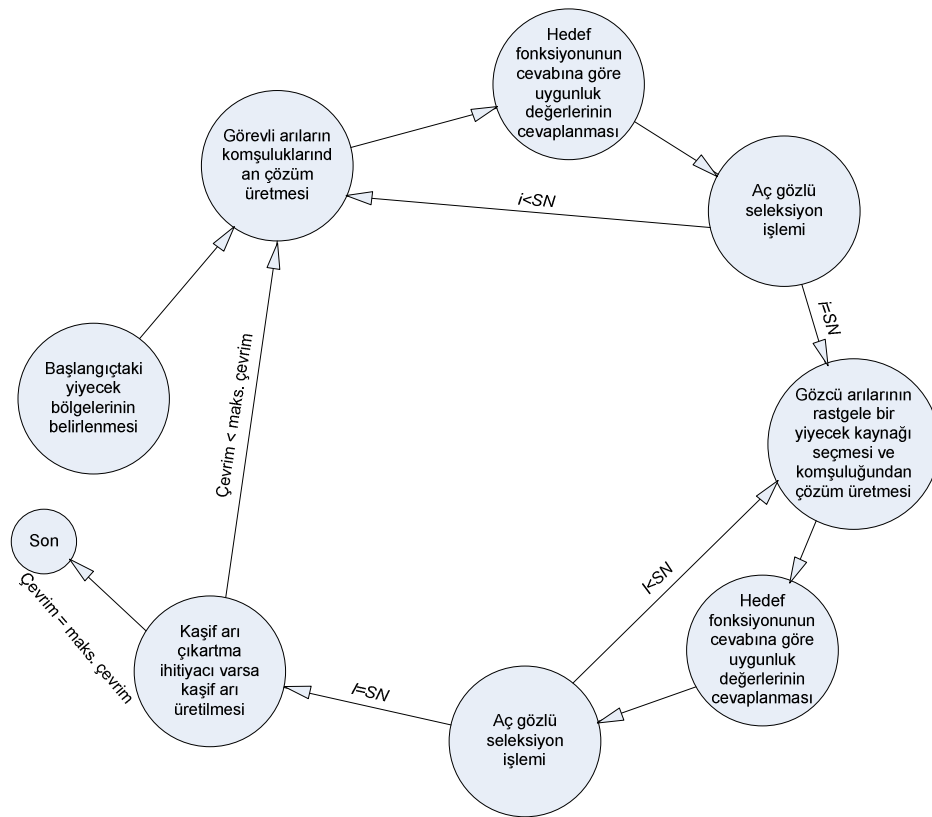 Hedef
fonksiyonunun
cevabına göre
uygunluk
değerlerinin
cevaplanması
Görevli arıların
komşuluklarınd
an çözüm
üretmesi
Aç gözlü
seleksiyon
işlemi
i<SN
i=SN
Başlangıçtaki
yiyecek
bölgelerinin
belirlenmesi
Çevrim < maks. çevrim
Gözcü arılarının
rastgele bir
yiyecek kaynağı
seçmesi ve
komşuluğundan
çözüm üretmesi
Son
Çevrim = maks. çevrim
I<SN
Hedef
fonksiyonunun
cevabına göre
uygunluk
değerlerinin
cevaplanması
Kaşif arı
çıkartma
ihitiyacı varsa
kaşif arı
üretilmesi
I=SN
Aç gözlü
seleksiyon
işlemi